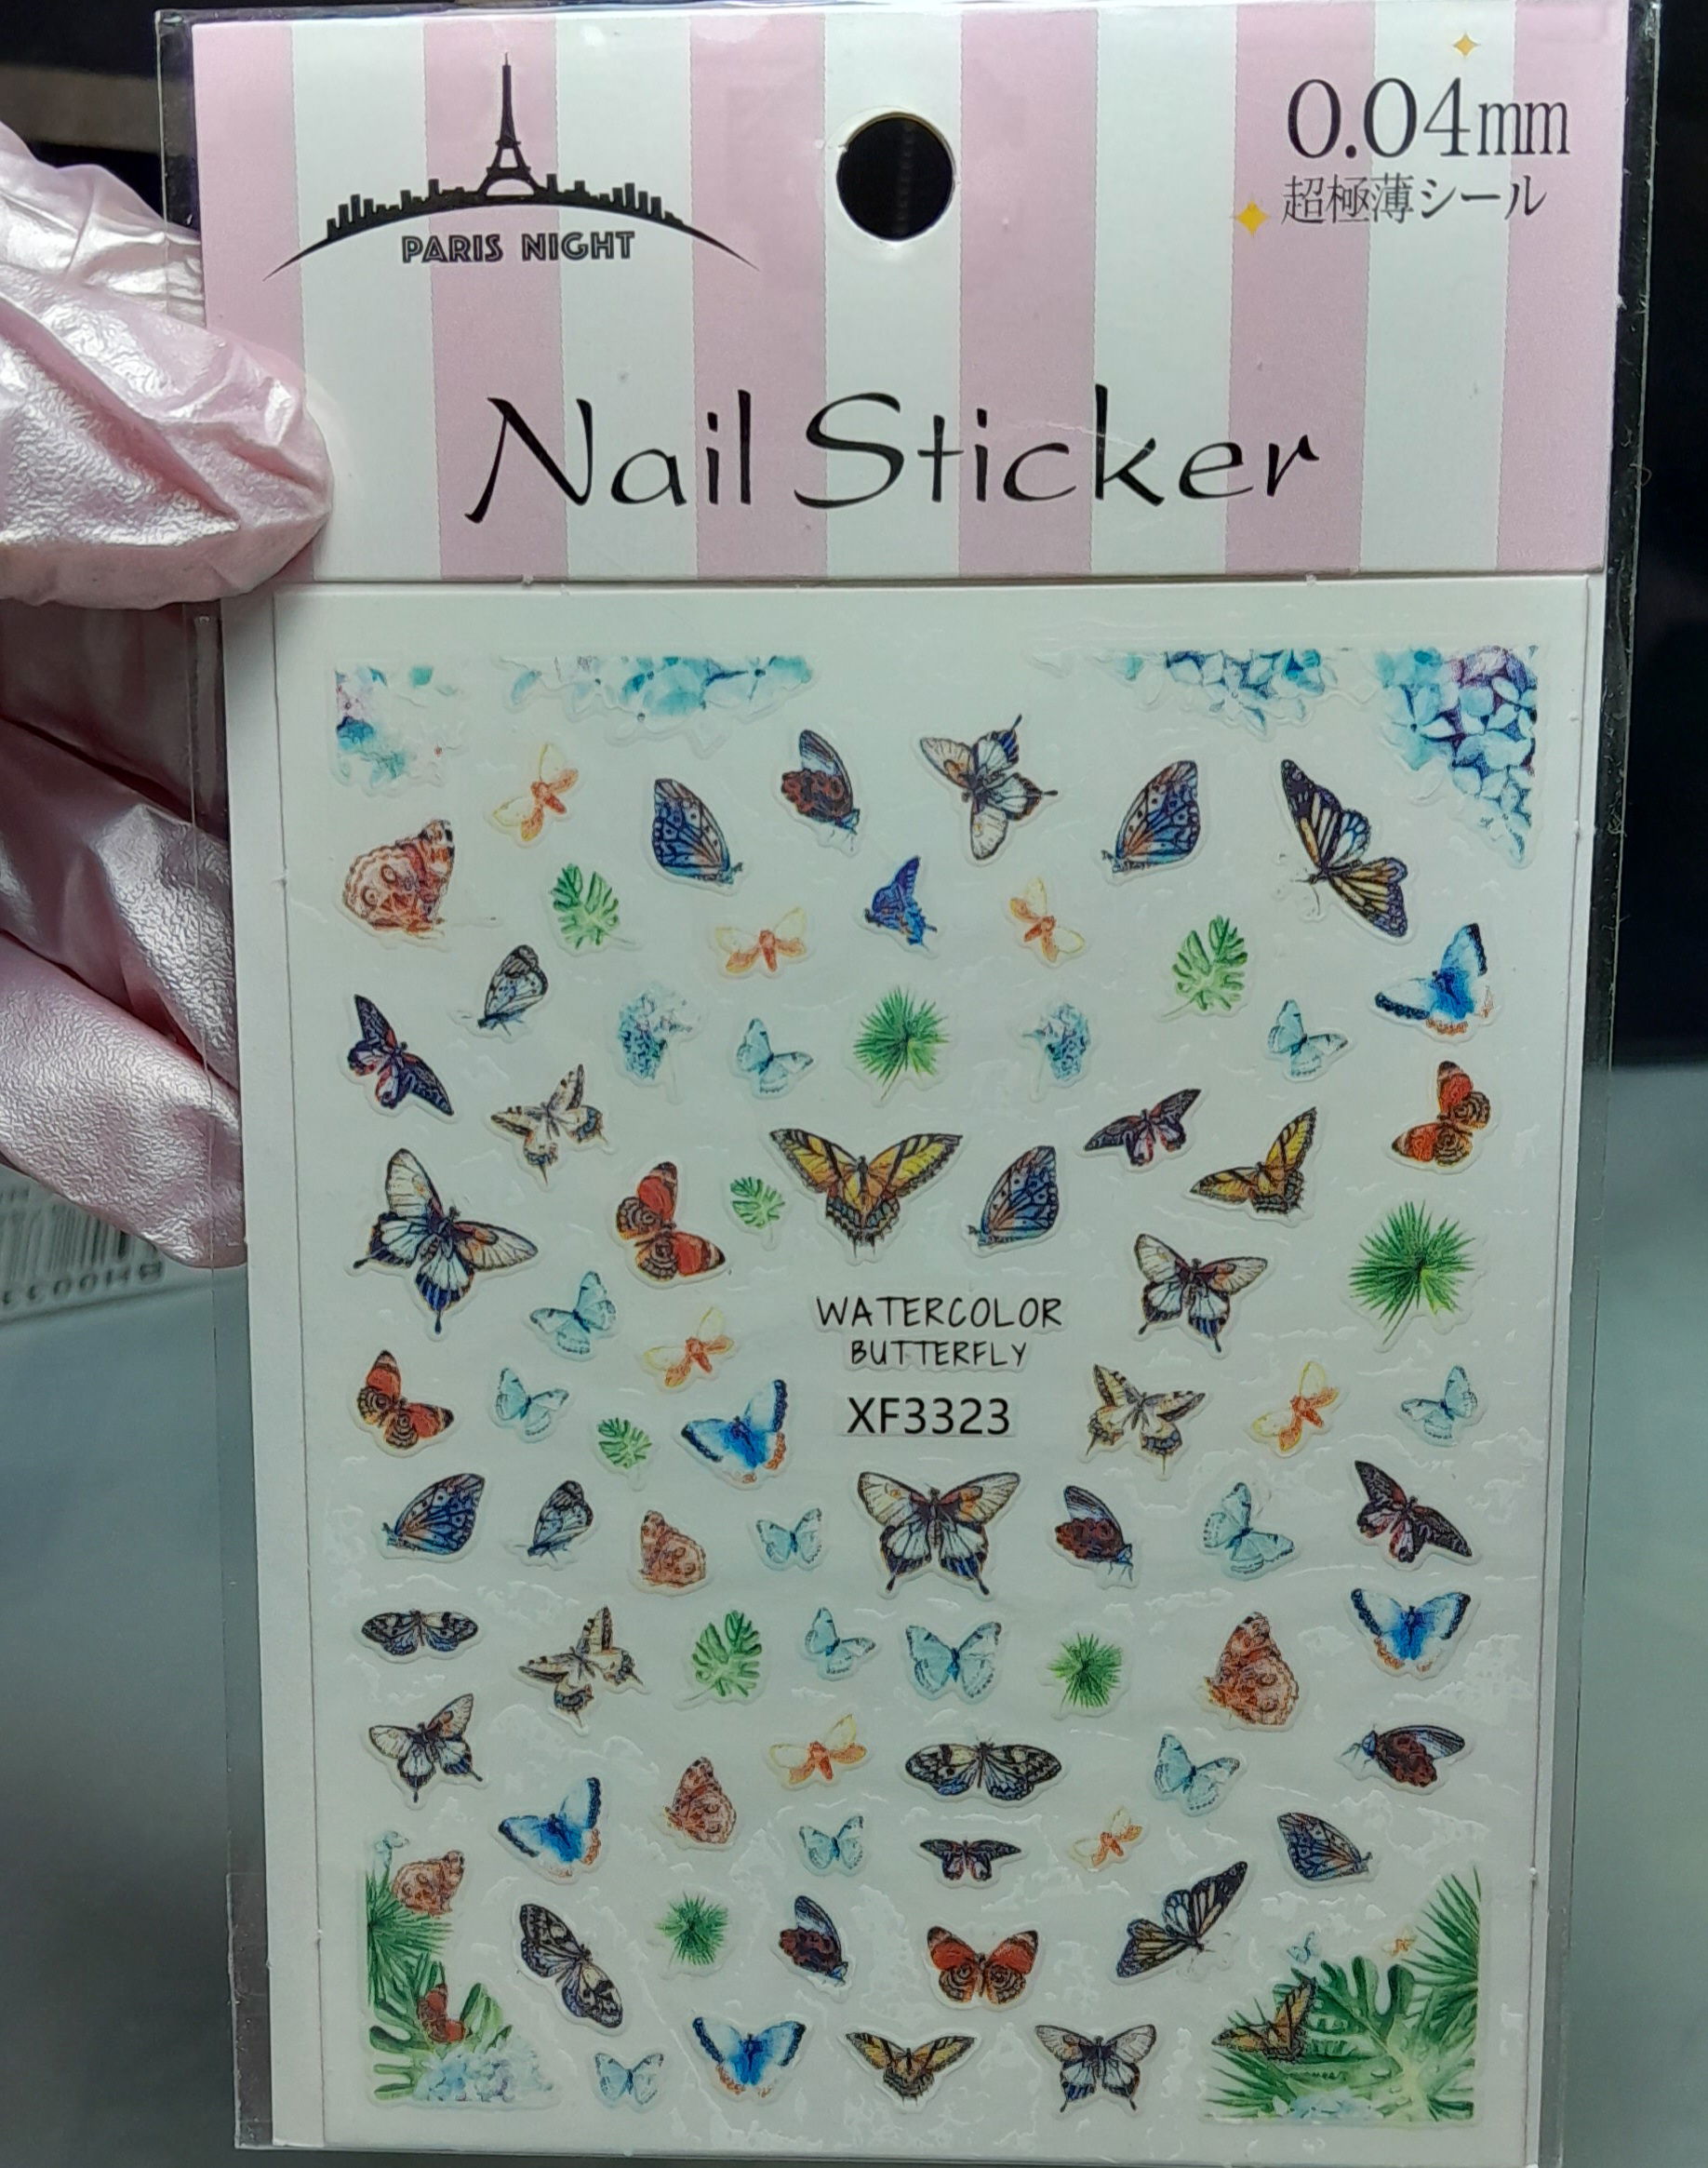 0.04mm
超極薄シール
PARIS NIGHT
Nail Sticker
WATERCOLOR
BUTTERFLY
XF3323